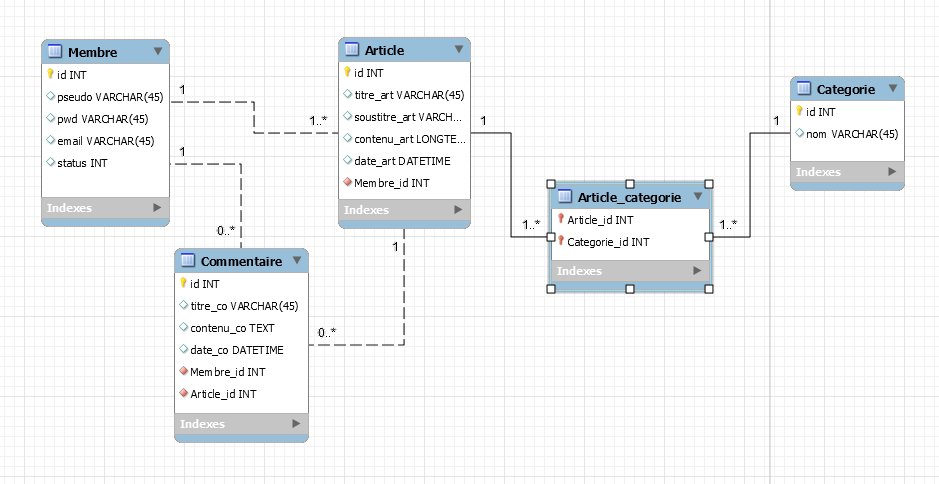 Membre
id INT
pseudo VARCHAR(45)
pwd VARCHAR(45)
email VARCHAR(45)
status INT
Indexes
1
1..*
1
0..*
Article
id INT
titre_art VARCHAR(45)
soustitre_art VARCH...
contenu_art LONGTE...
date_art DATETIME
Membre_id INT
Indexes
1
1..*
1
0..*
Commentaire
id INT
titre_co VARCHAR(45)
contenu_co TEXT
date_co DATETIME
Membre_id INT
Article_id INT
Indexes
Article_categorie
Article_id INT
Categorie_id INT
Indexes
1..*
1
Categorie
id INT
nom VARCHAR(45)
Indexes